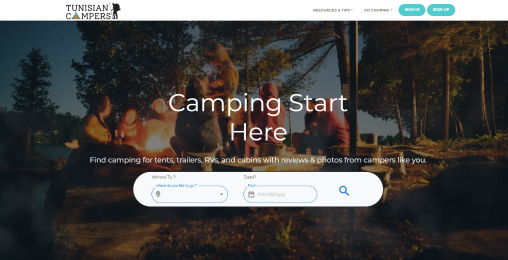 TUNISIAN
CAMPERS
RESOURCES & TIPS
GO CAMPING
SIGN IN
SIGN UP
Camping Start
Here
Find camping for tents, trailers, RVs, and cabins with reviews & photos from campers like you.
Where To ?
Date?
where do you like to go ?
From
mm/dd/yyyy